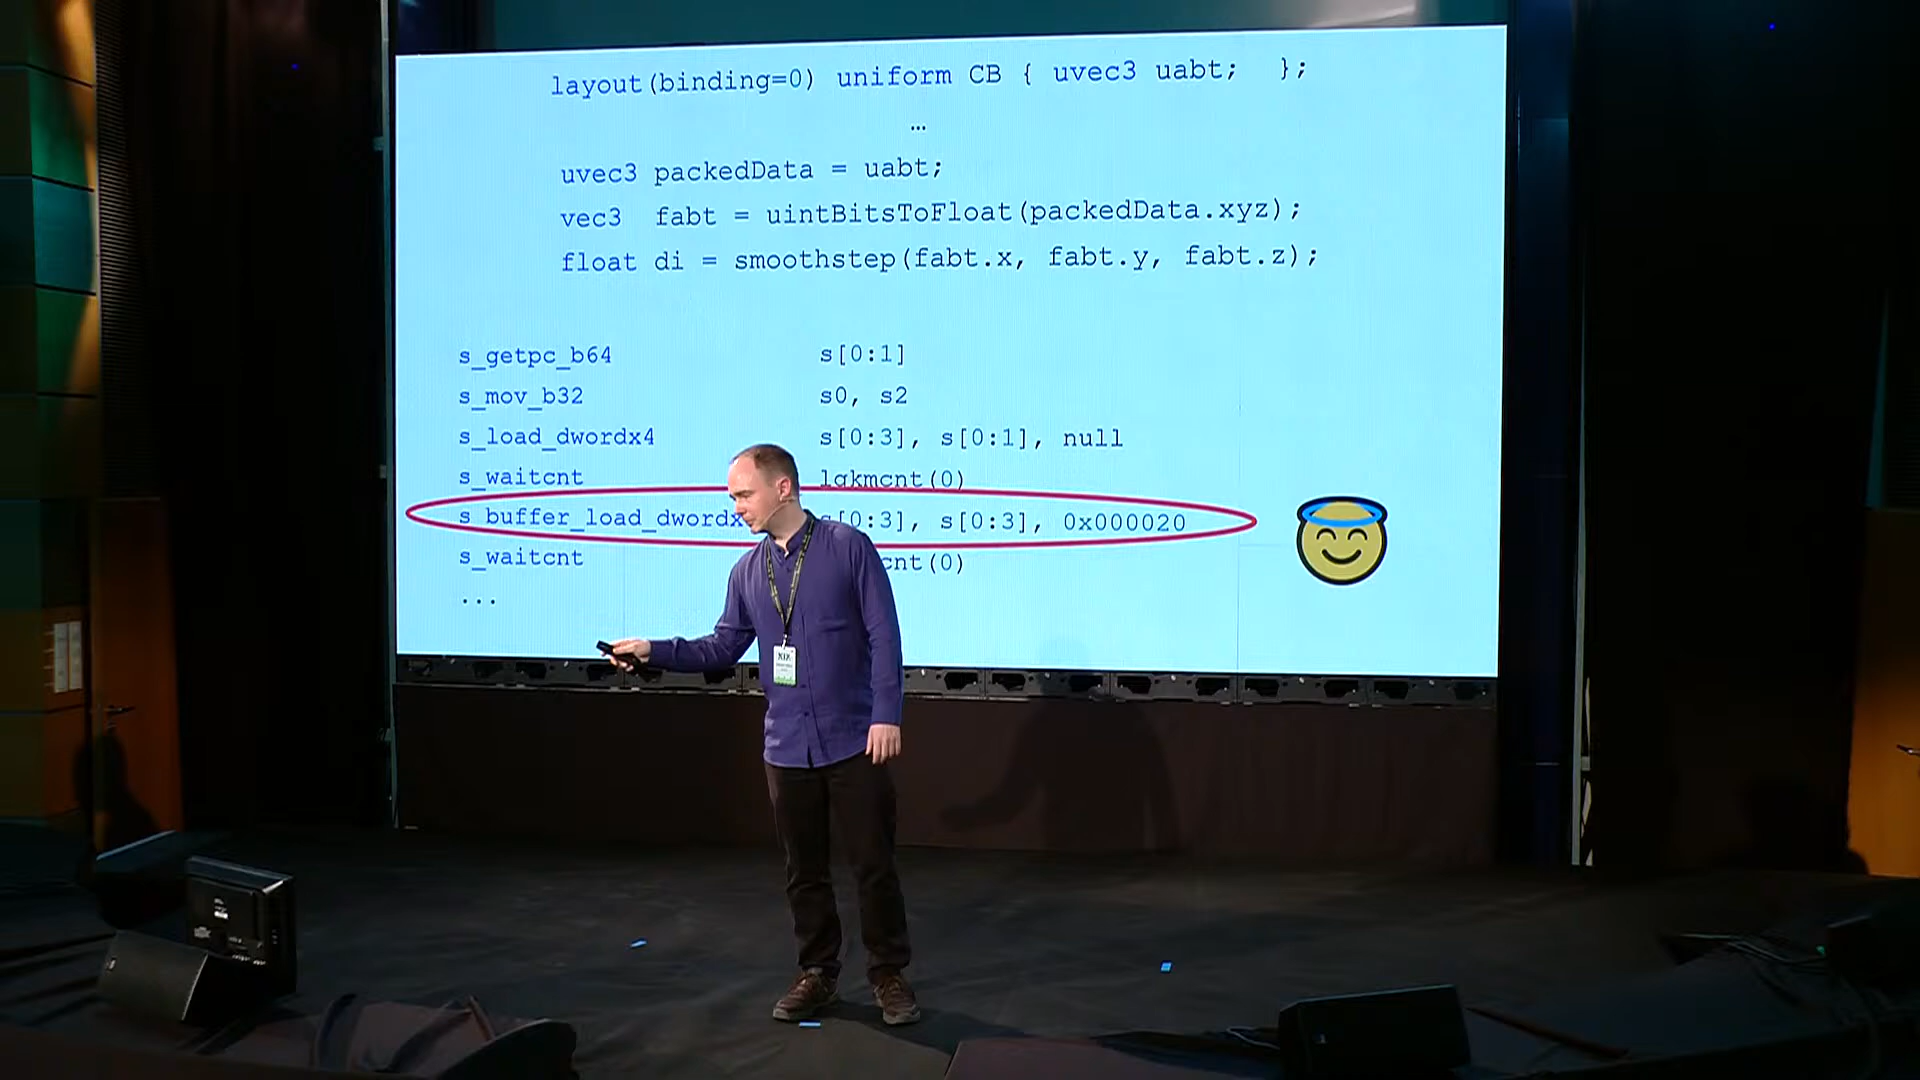 layout(binding=0) uniform CB { uvec3 uabt; };
…
uvec3 packedData = uabt;
vec3 fabt = uintBitsToFloat(packedData.xyz);
float di = smoothstep(fabt.x, fabt.y, fabt.z);
s_getpc_b64 s[0:1]
s_mov_b32 s0, s2
s_load_dwordx4 s[0:3], s[0:1], null
s_waitcnt lgkmcnt(0)
s_buffer_load_dwordx s[0:3], s[0:3], 0x000020
s_waitcnt cnt(0)
...